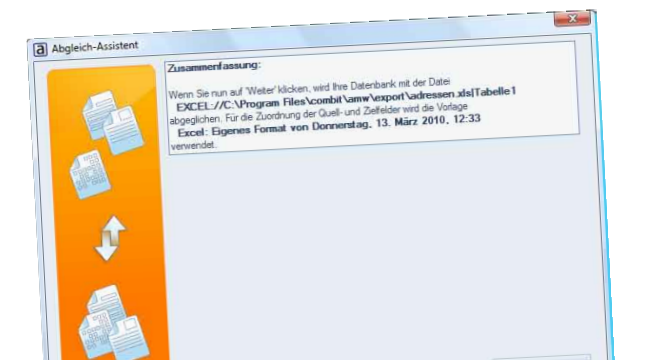 a Abgleich-Assistent
Zusammenfassung:
Wenn Sie nun auf 'Weiter' klicken, wird Ihre Datenbank mit der Datei
EXCEL://C:\Program Files\combit\amw\export\adressen.xls|Tabelle1
abgeglichen. Für die Zuordnung der Quell- und Zielfelder wird die Vorlage
Excel: Eigenes Format von Donnerstag, 13. März 2010, 12:33
verwendet.